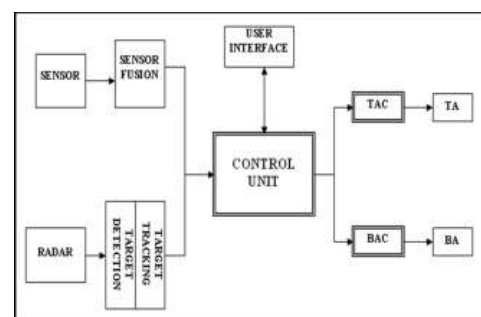 USER
INTERFACE
SENSOR
SENSOR
FUSION
TAC
TA
CONTROL
UNIT
RADAR
TARGET
DETECTION
TARGET
TRACKING
BAC
BA